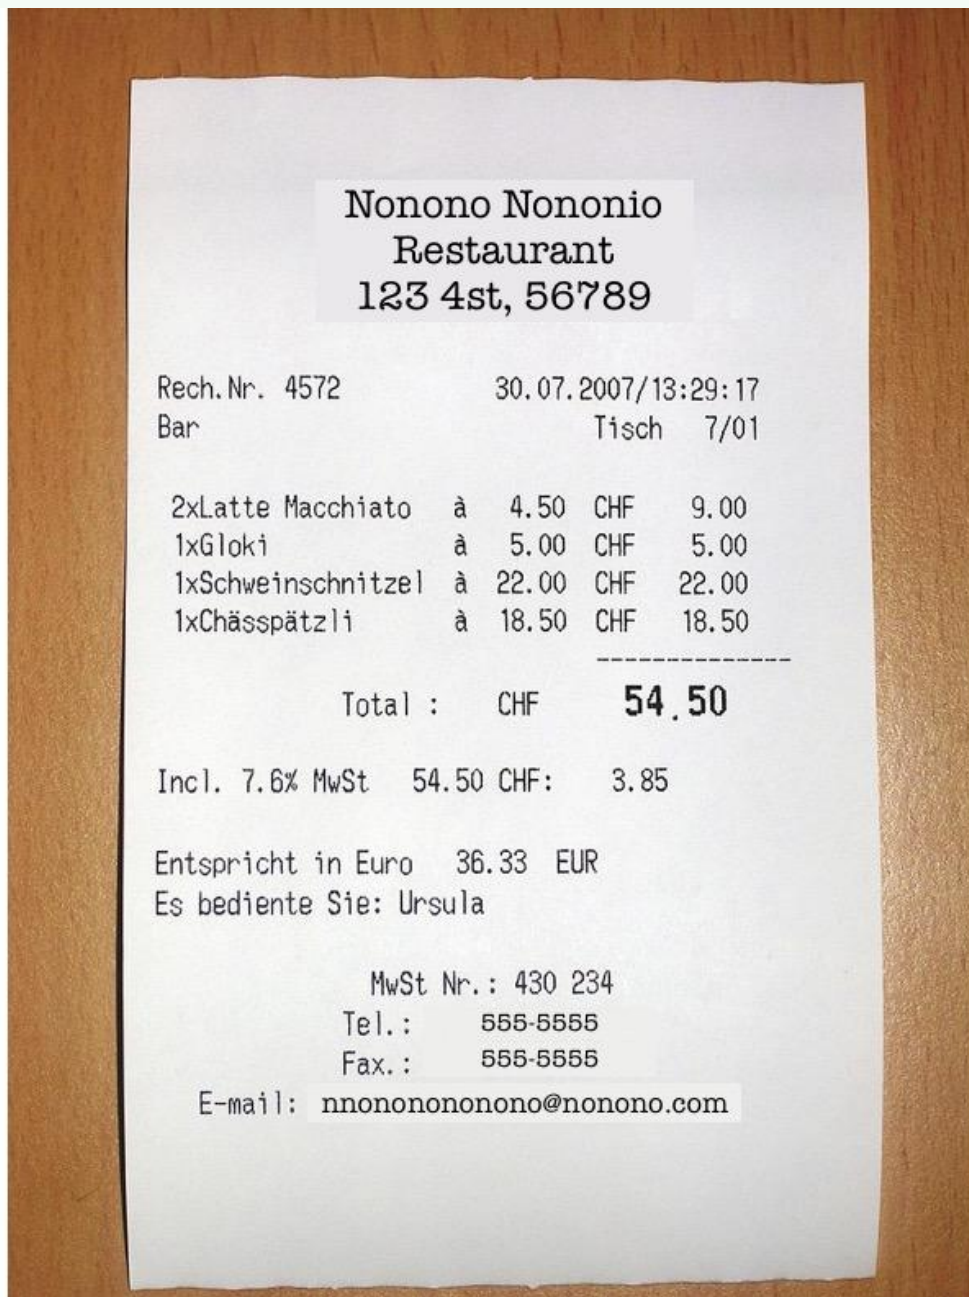 Nonono Nononio
Restaurant
123 4st, 56789
Rech.Nr. 4572 30.07.2007/13:29:17
Bar Tisch 7/01
2xLatte Macchiato à 4.50 CHF 9.00
1xGloki à 5.00 CHF 5.00
1xSchweinschnitzel à 22.00 CHF 22.00
1xChässpätzli à 18.50 CHF 18.50
--------------
Total : CHF 54.50
Incl. 7.6% MwSt 54.50 CHF: 3.85
Entspricht in Euro 36.33 EUR
Es bediente Sie: Ursula
MwSt Nr.: 430 234
Tel.: 555-5555
Fax.: 555-5555
E-mail: nnonononononono@nonono.com